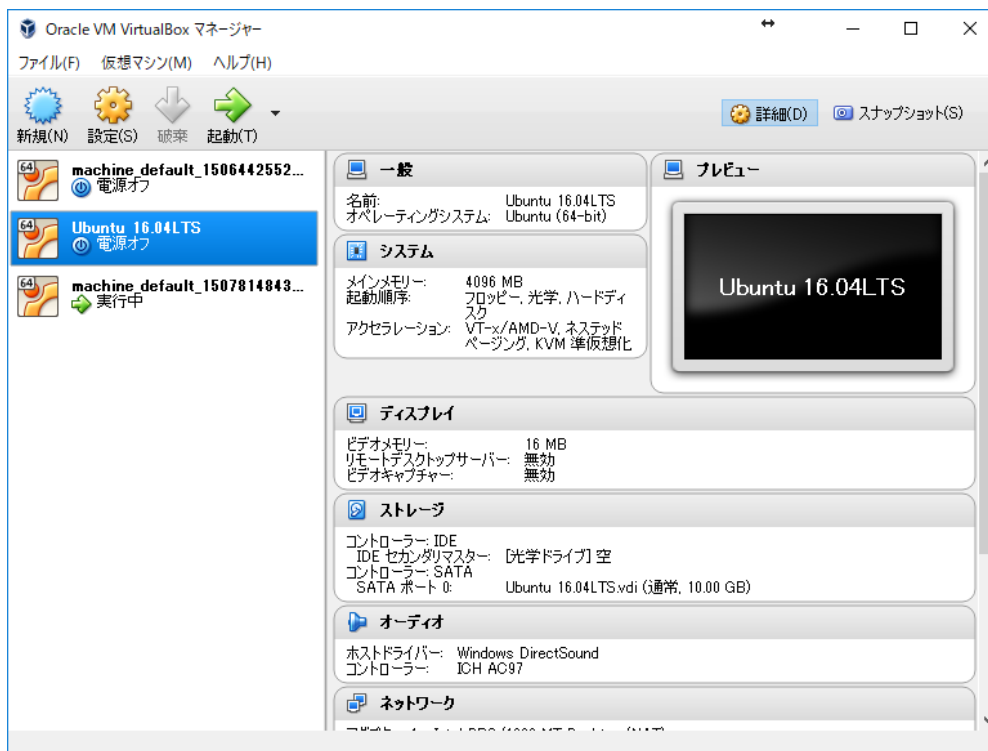 Oracle VM VirtualBox マネージャー
ファイル(F) 仮想マシン(M) ヘルプ(H)
新規(N) 設定(S) 破棄 起動(T) 詳細(D) スナップショット(S)
64 machine_default_1506442552...
電源オフ
64 Ubuntu 16.04LTS
電源オフ
64 machine_default_1507814843...
実行中
一般
名前: Ubuntu 16.04LTS
オペレーティングシステム: Ubuntu (64-bit)
システム
メインメモリー: 4096 MB
起動順序: フロッピー, 光学, ハードディ
スク
アクセラレーション: VT-x/AMD-V, ネステッド
ページング, KVM 準仮想化
プレビュー
Ubuntu 16.04LTS
ディスプレイ
ビデオメモリー: 16 MB
リモートデスクトップサーバー: 無効
ビデオキャプチャー: 無効
ストレージ
コントローラー: IDE
IDE セカンダリマスター: [光学ドライブ] 空
コントローラー: SATA
SATA ポート 0: Ubuntu 16.04LTS.vdi (通常, 10.00 GB)
オーディオ
ホストドライバー: Windows DirectSound
コントローラー: ICH AC97
ネットワーク